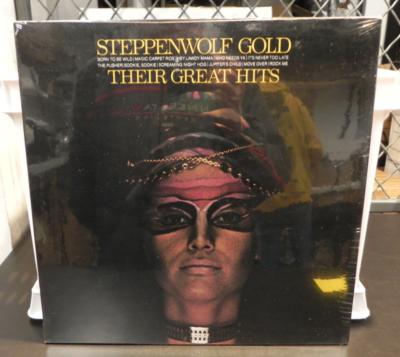 STEPPENWOLF GOLD
BORN TO BE WILD | MAGIC CARPET RIDE | HEY LAWDY MAMA | WHO NEEDS YA | IT'S NEVER TOO LATE
THE PUSHER | SOOKIE, SOOKIE | SCREAMING NIGHT HOG | JUPITER'S CHILD | MOVE OVER | ROCK ME
THEIR GREAT HITS